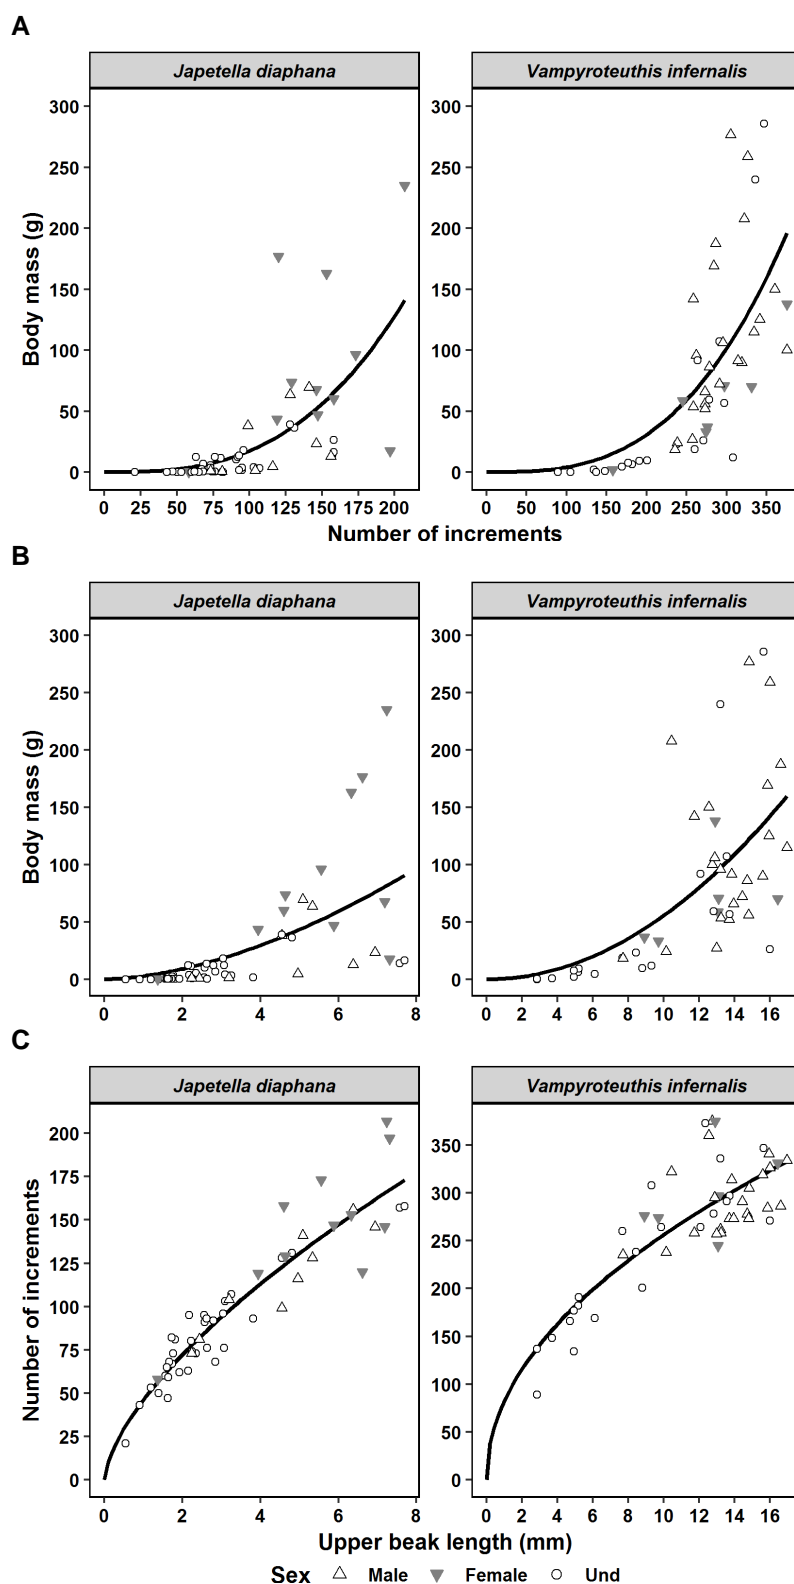 A
Japetella diaphana
Vampyroteuthis infernalis
300
250
200
150
100
50
0
Body mass (g)
0 25 50 75 100 125 150 175 200
0 50 100 150 200 250 300 350
Number of increments
B
Japetella diaphana
Vampyroteuthis infernalis
300
250
200
150
100
50
0
Body mass (g)
0 2 4 6 8
0 2 4 6 8 10 12 14 16
C
Japetella diaphana
Vampyroteuthis infernalis
200
175
150
125
100
75
50
25
0
350
300
250
200
150
100
50
0
Number of increments
0 2 4 6 8
0 2 4 6 8 10 12 14 16
Upper beak length (mm)
Sex Male Female Und